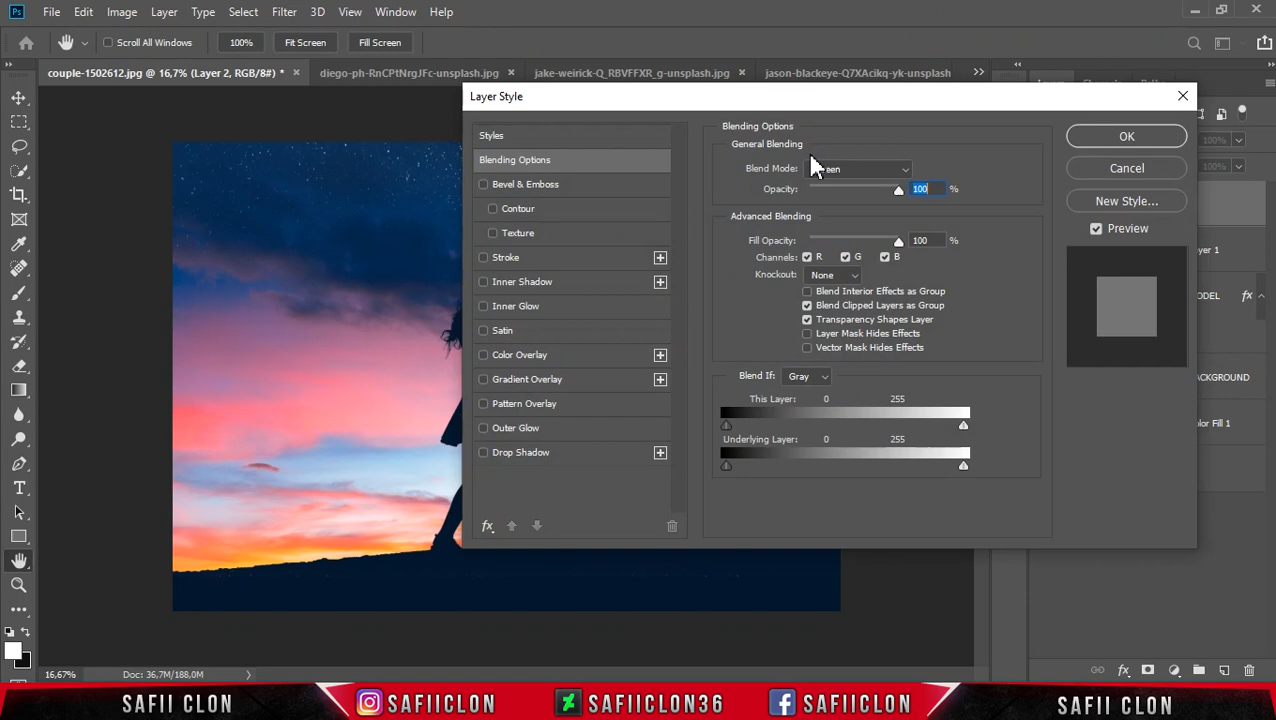 Ps File Edit Image Layer Type Select Filter 3D View Window Help
Scroll All Windows 100% Fit Screen Fill Screen
couple-1502612.jpg @ 16,7% (Layer 2, RGB/8#) * diego-ph-RnCPtNrgJFc-unsplash.jpg jake-weirick-Q_RBVFFXR_g-unsplash.jpg jason-blackeye-Q7XAcikq-yk-unsplash
Layer Style
Styles
Blending Options
Bevel & Emboss
Contour
Texture
Stroke
Inner Shadow
Inner Glow
Satin
Color Overlay
Gradient Overlay
Pattern Overlay
Outer Glow
Drop Shadow
fx
Blending Options
General Blending
Blend Mode:
Opacity: 100 %
Advanced Blending
Fill Opacity: 100 %
Channels: R G B
Knockout: None
Blend Interior Effects as Group
Blend Clipped Layers as Group
Transparency Shapes Layer
Layer Mask Hides Effects
Vector Mask Hides Effects
Blend If: Gray
This Layer: 0 255
Underlying Layer: 0 255
OK
Cancel
New Style...
Preview
fx
16,67% Doc: 36,7M/188,0M
fx
SAFII CLON SAFIICLON SAFIICLON36 SAFIICLON SAFII CLON